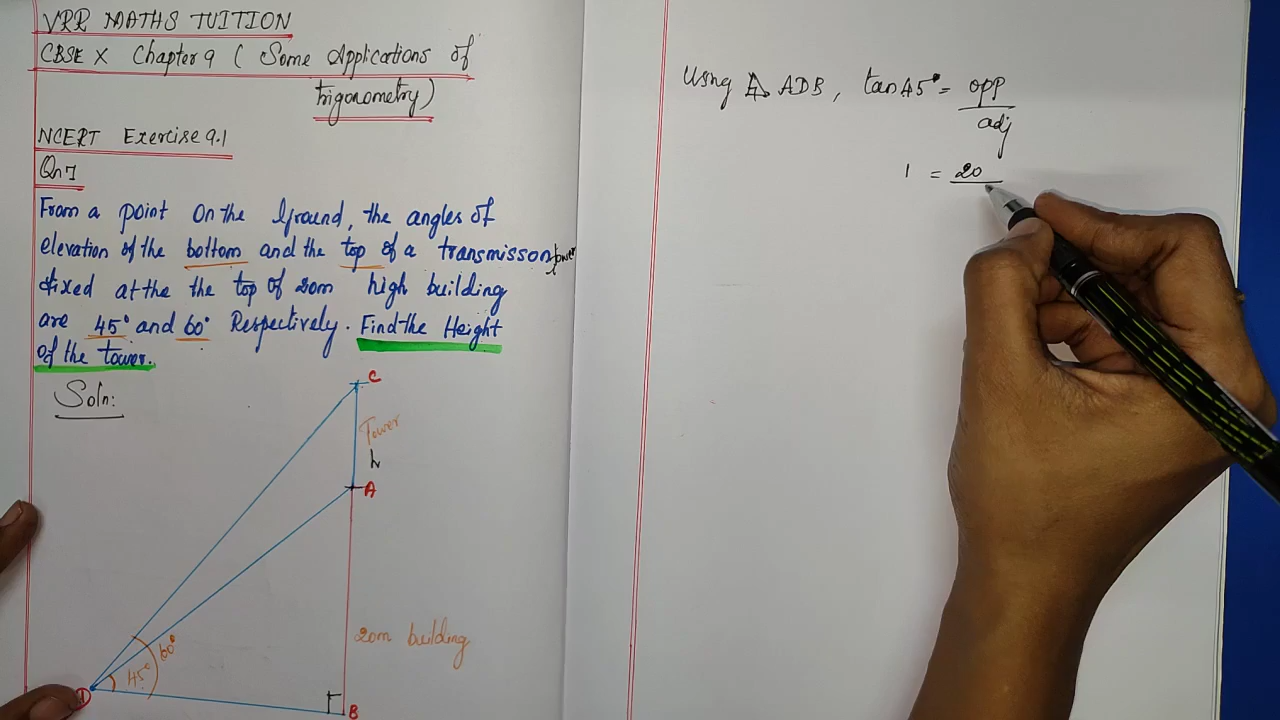 VRR MATHS TUITION
CBSE X Chapter 9 ( Some Applications of
trigonometry)
NCERT Exercise 9.1
Qn 7
From a point on the Ground, the angles of
elevation of the bottom and the top of a transmisson tower
fixed at the the top of 20m high building
are 45° and 60° Respectively. Find the Height
of the tower.
Soln:
C
Tower
h
A
20m building
60°
45°
B
Using ADB, tan 45° = opp
adj
1 = 20